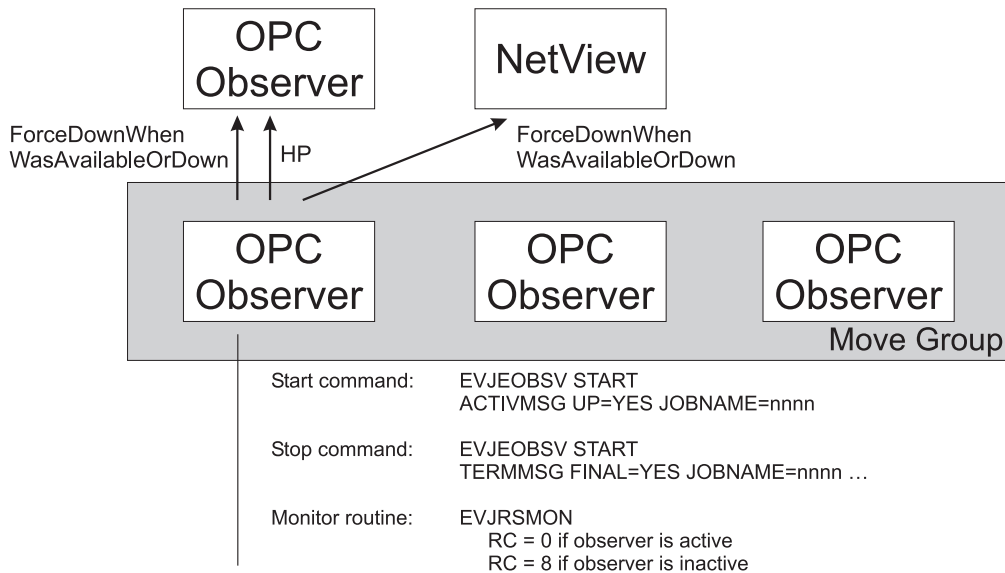 OPC
Observer
NetView
ForceDownWhen
WasAvailableOrDown
HP
ForceDownWhen
WasAvailableOrDown
OPC
Observer
OPC
Observer
OPC
Observer
Move Group
Start command: EVJEOBSV START
ACTIVMSG UP=YES JOBNAME=nnnn
Stop command: EVJEOBSV START
TERMMSG FINAL=YES JOBNAME=nnnn …
Monitor routine: EVJRSMON
RC = 0 if observer is active
RC = 8 if observer is inactive